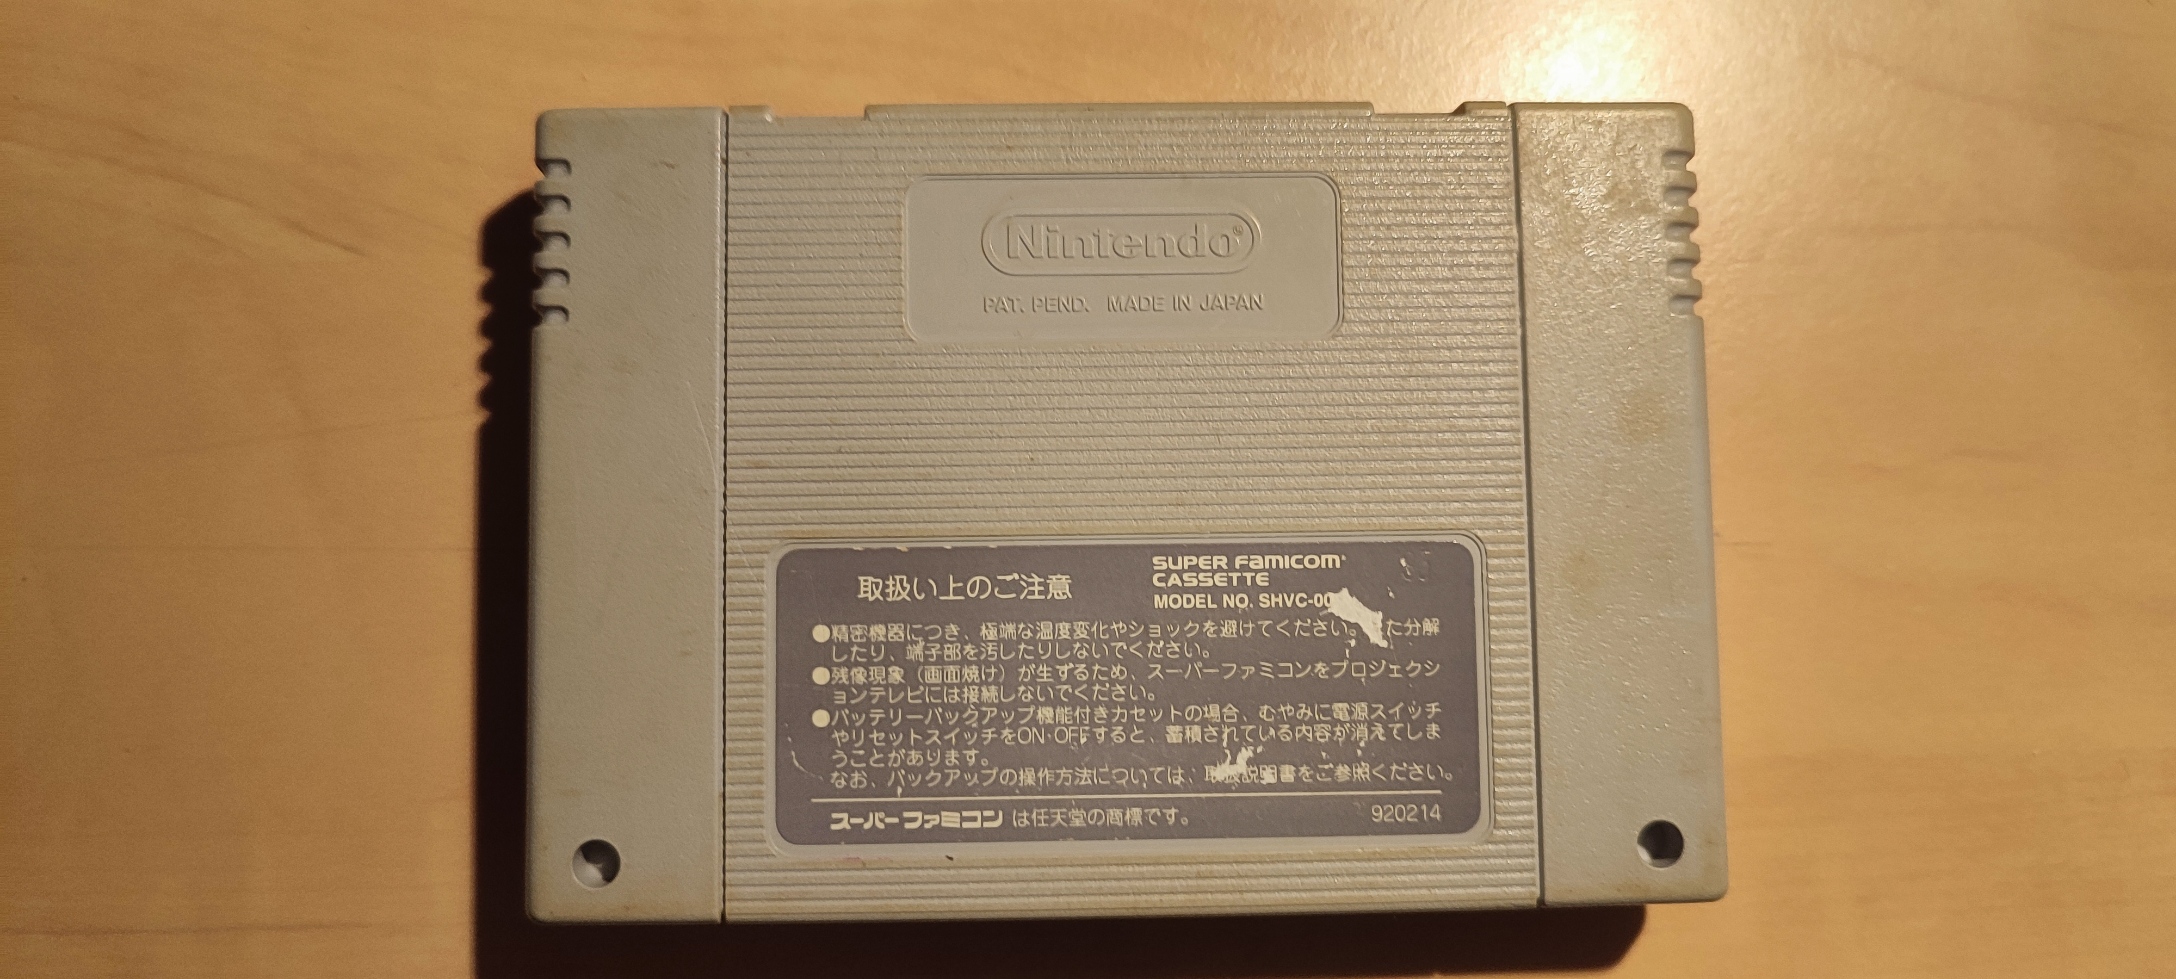 Nintendo®
PAT. PEND. MADE IN JAPAN
取扱い上のご注意
SUPER FAMICOM
CASSETTE
MODEL NO. SHVC-00
●精密機器につき、極端な温度変化やショックを避けてください。 た分解
したり、端子部を汚したりしないでください。
●残像現象(画面焼け)が生ずるため、スーパーファミコンをプロジェクシ
ョンテレビには接続しないでください。
●バッテリーバックアップ機能付きカセットの場合、むやみに電源スイッチ
やリセットスイッチをON・OFFすると、蓄積されている内容が消えてしま
うことがあります。
なお、バックアップの操作方法については、取扱説明書をご参照ください。
スーパーファミコン は任天堂の商標です。
920214